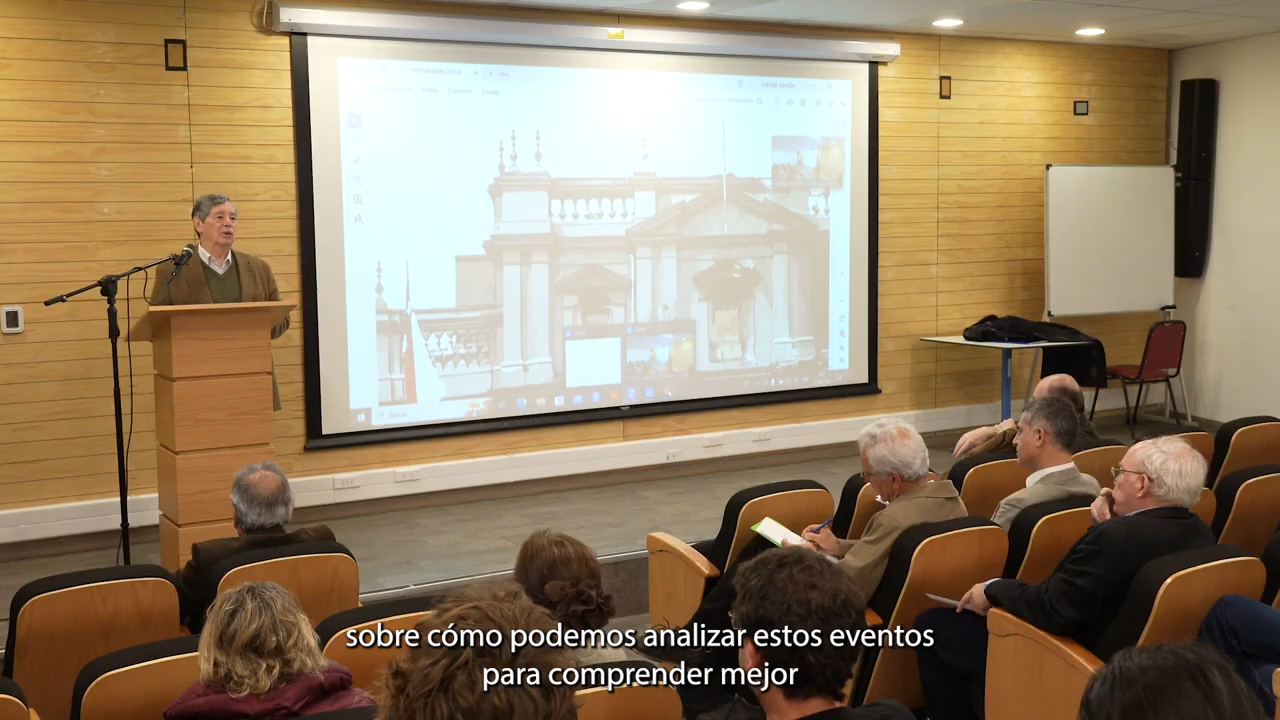 sobre cómo podemos analizar estos eventos
para comprender mejor